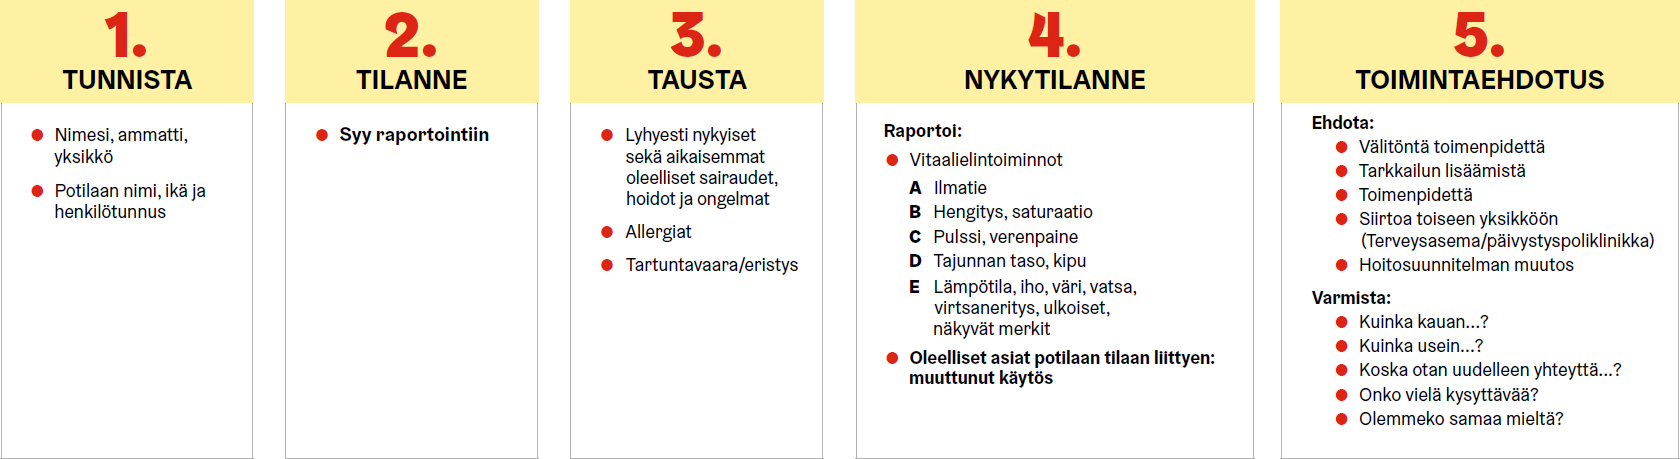 1.
TUNNISTA
Nimesi, ammatti,
yksikkö
Potilaan nimi, ikä ja
henkilötunnus
2.
TILANNE
Syy raportointiin
3.
TAUSTA
Lyhyesti nykyiset
sekä aikaisemmat
oleelliset sairaudet,
hoidot ja ongelmat
Allergiat
Tartuntavaara/eristys
4.
NYKYTILANNE
Raportoi:
Vitaalielintoiminnot
A Ilmatie
B Hengitys, saturaatio
C Pulssi, verenpaine
D Tajunnan taso, kipu
E Lämpötila, iho, väri, vatsa,
virtsaneritys, ulkoiset,
näkyvät merkit
Oleelliset asiat potilaan tilaan liittyen:
muuttunut käytös
5.
TOIMINTAEHDOTUS
Ehdota:
Välitöntä toimenpidettä
Tarkkailun lisäämistä
Toimenpidettä
Siirtoa toiseen yksikköön
(Terveysasema/päivystyspoliklinikka)
Hoitosuunnitelman muutos
Varmista:
Kuinka kauan...?
Kuinka usein...?
Koska otan uudelleen yhteyttä...?
Onko vielä kysyttävää?
Olemmeko samaa mieltä?